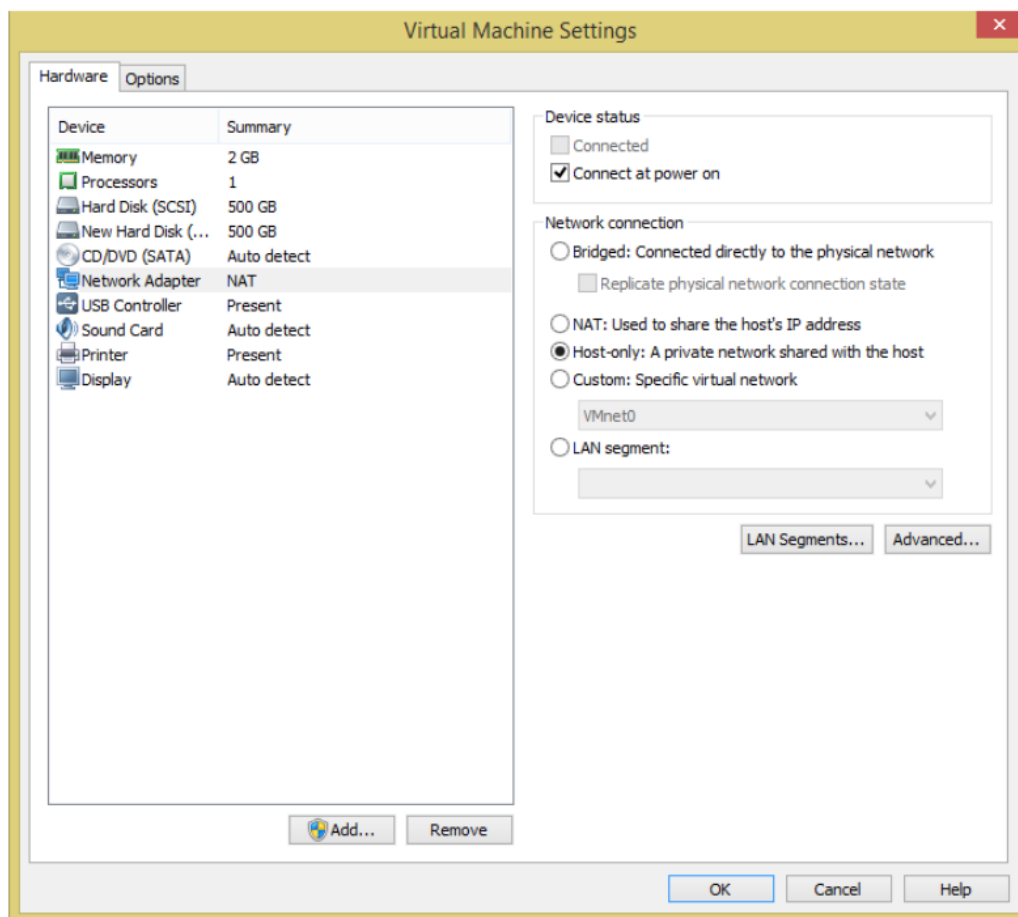 Virtual Machine Settings
Hardware Options
Device Summary
Memory 2 GB
Processors 1
Hard Disk (SCSI) 500 GB
New Hard Disk (... 500 GB
CD/DVD (SATA) Auto detect
Network Adapter NAT
USB Controller Present
Sound Card Auto detect
Printer Present
Display Auto detect
Add... Remove
Device status
Connected
Connect at power on
Network connection
Bridged: Connected directly to the physical network
Replicate physical network connection state
NAT: Used to share the host's IP address
Host-only: A private network shared with the host
Custom: Specific virtual network
VMnet0
LAN segment:
LAN Segments... Advanced...
OK Cancel Help